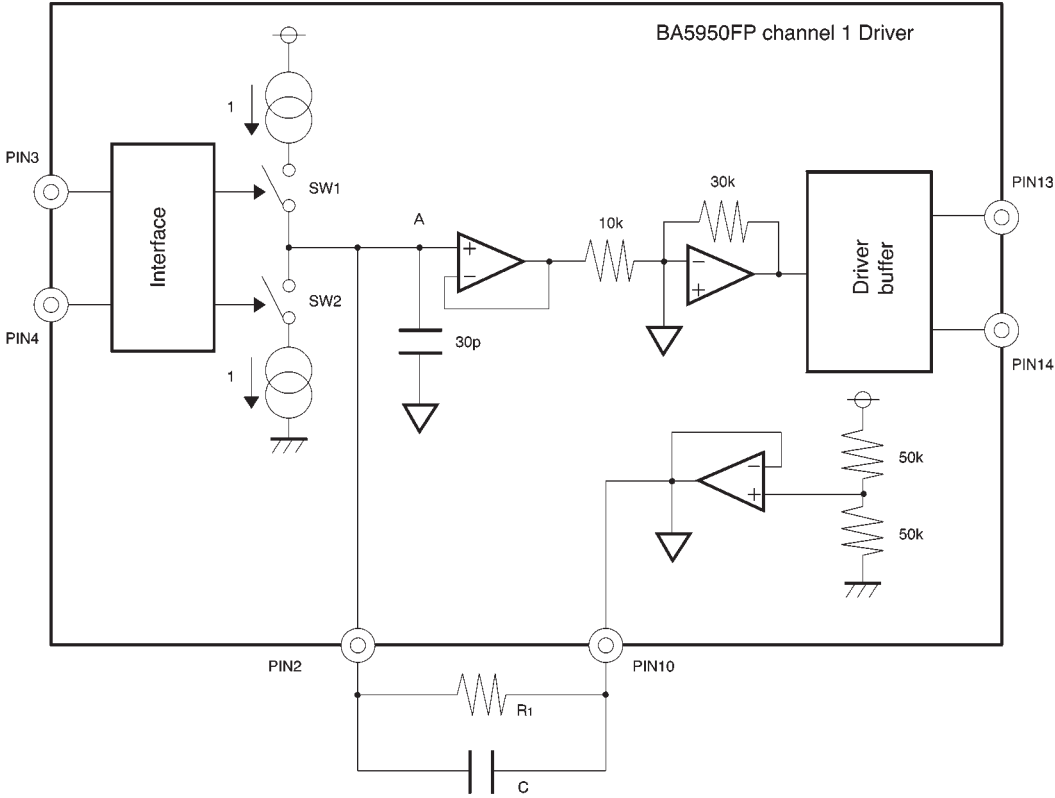 BA5950FP channel 1 Driver
1
PIN3
SW1
Interface
A
+
−
10k
30k
−
+
Driver
buffer
PIN13
PIN4
SW2
30p
1
PIN14
50k
−
+
50k
PIN2
PIN10
R1
C